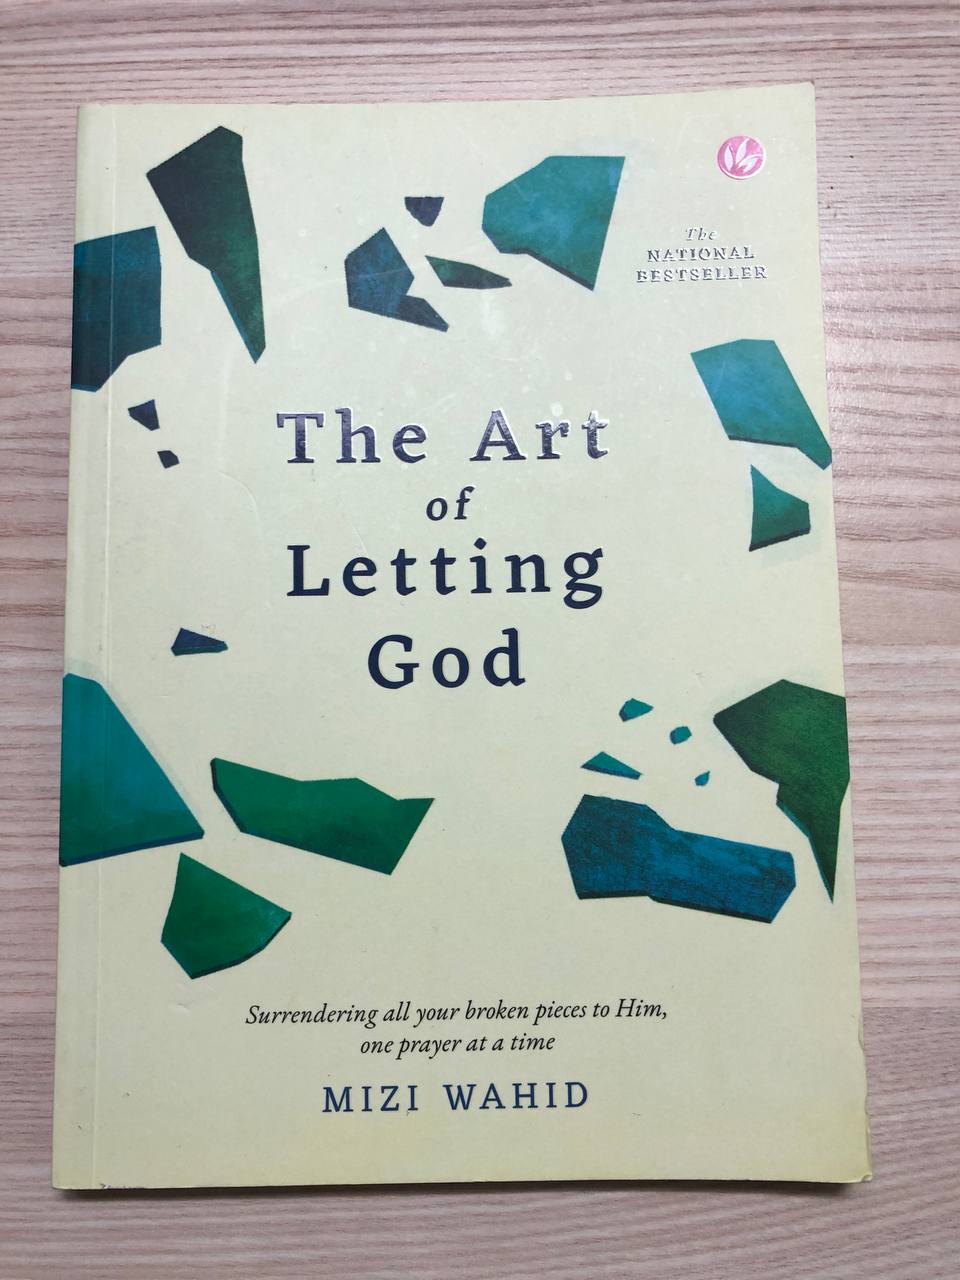 The
NATIONAL
BESTSELLER
The Art
of
Letting
God
Surrendering all your broken pieces to Him,
one prayer at a time
MIZI WAHID